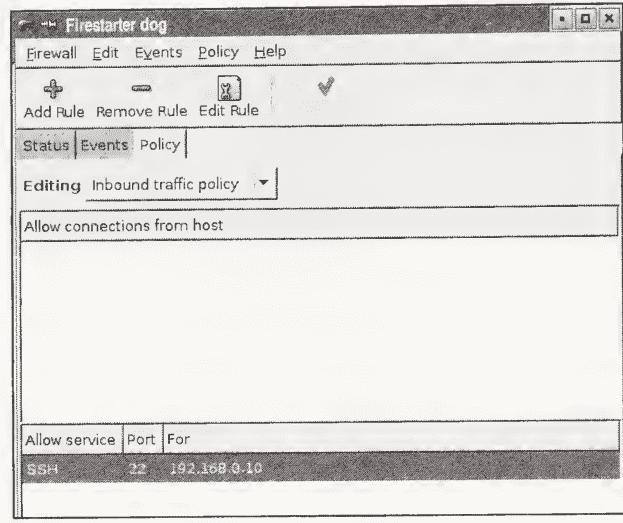 Firestarter dog
Firewall Edit Events Policy Help
Add Rule Remove Rule Edit Rule
Status Events Policy
Editing Inbound traffic policy
Allow connections from host
Allow service Port For
SSH 22 192.168.0.10